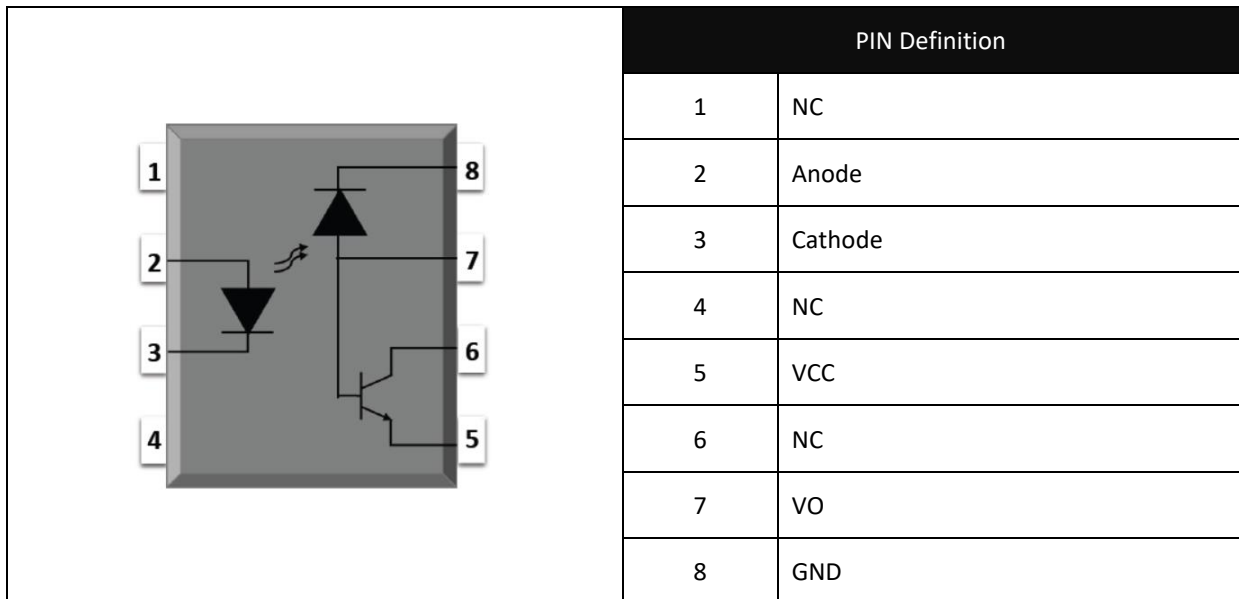 PIN Definition
1 NC
2 Anode
3 Cathode
4 NC
5 VCC
6 NC
7 VO
8 GND
1 8
2 7
3 6
4 5